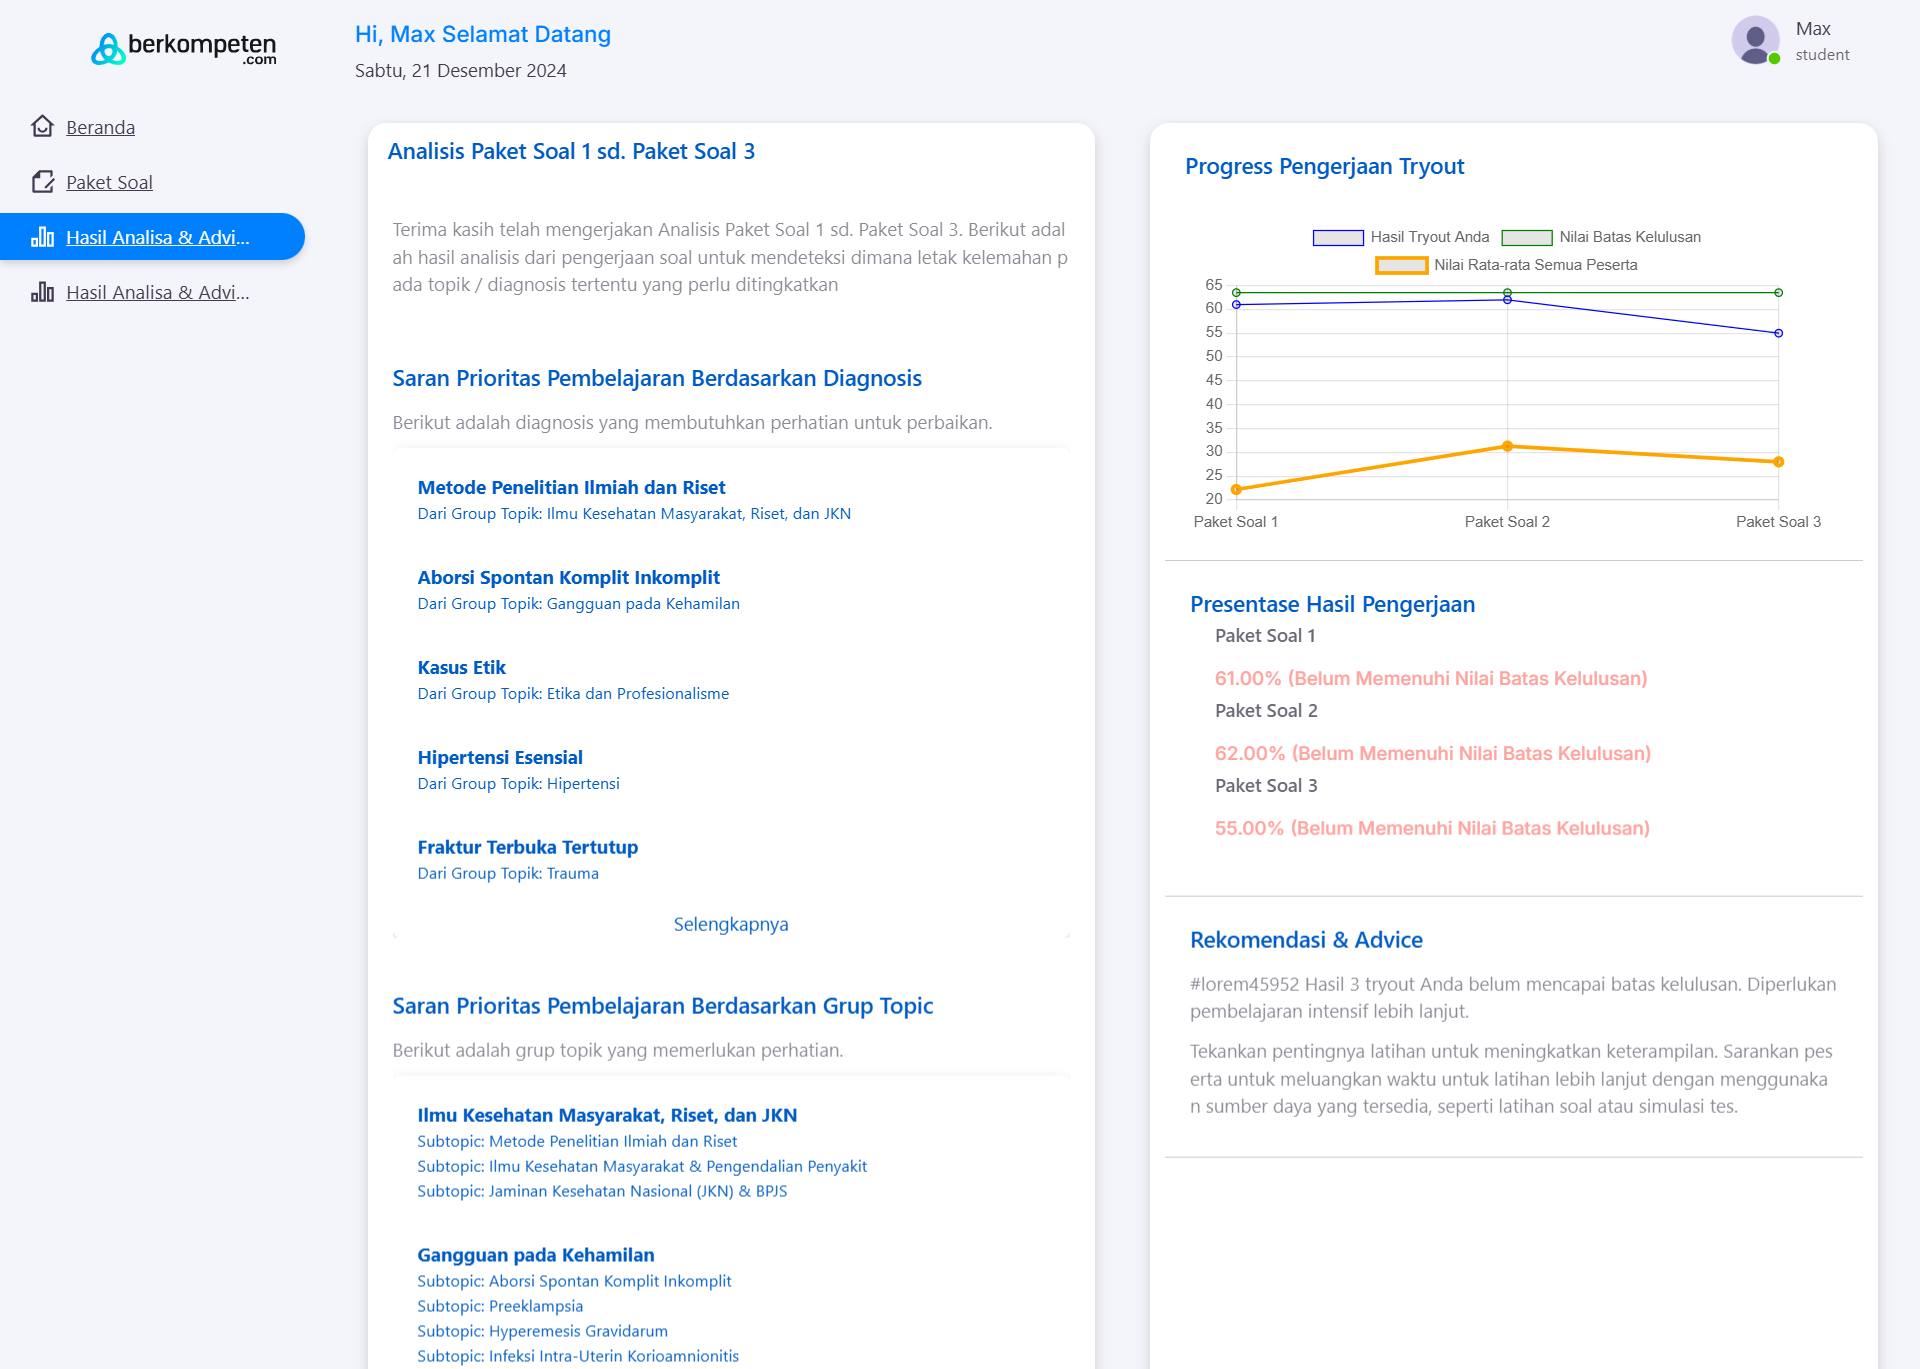 berkompeten
.com
Hi, Max Selamat Datang
Sabtu, 21 Desember 2024
Max
student
Beranda
Paket Soal
Hasil Analisa & Advi...
Hasil Analisa & Advi...
Analisis Paket Soal 1 sd. Paket Soal 3
Terima kasih telah mengerjakan Analisis Paket Soal 1 sd. Paket Soal 3. Berikut adal
ah hasil analisis dari pengerjaan soal untuk mendeteksi dimana letak kelemahan p
ada topik / diagnosis tertentu yang perlu ditingkatkan
Saran Prioritas Pembelajaran Berdasarkan Diagnosis
Berikut adalah diagnosis yang membutuhkan perhatian untuk perbaikan.
Metode Penelitian Ilmiah dan Riset
Dari Group Topik: Ilmu Kesehatan Masyarakat, Riset, dan JKN
Aborsi Spontan Komplit Inkomplit
Dari Group Topik: Gangguan pada Kehamilan
Kasus Etik
Dari Group Topik: Etika dan Profesionalisme
Hipertensi Esensial
Dari Group Topik: Hipertensi
Fraktur Terbuka Tertutup
Dari Group Topik: Trauma
Selengkapnya
Saran Prioritas Pembelajaran Berdasarkan Grup Topic
Berikut adalah grup topik yang memerlukan perhatian.
Ilmu Kesehatan Masyarakat, Riset, dan JKN
Subtopic: Metode Penelitian Ilmiah dan Riset
Subtopic: Ilmu Kesehatan Masyarakat & Pengendalian Penyakit
Subtopic: Jaminan Kesehatan Nasional (JKN) & BPJS
Gangguan pada Kehamilan
Subtopic: Aborsi Spontan Komplit Inkomplit
Subtopic: Preeklampsia
Subtopic: Hyperemesis Gravidarum
Subtopic: Infeksi Intra-Uterin Korioamnionitis
Progress Pengerjaan Tryout
Hasil Tryout Anda
Nilai Batas Kelulusan
Nilai Rata-rata Semua Peserta
65
60
55
50
45
40
35
30
25
20
Paket Soal 1
Paket Soal 2
Paket Soal 3
Presentase Hasil Pengerjaan
Paket Soal 1
61.00% (Belum Memenuhi Nilai Batas Kelulusan)
Paket Soal 2
62.00% (Belum Memenuhi Nilai Batas Kelulusan)
Paket Soal 3
55.00% (Belum Memenuhi Nilai Batas Kelulusan)
Rekomendasi & Advice
#lorem45952 Hasil 3 tryout Anda belum mencapai batas kelulusan. Diperlukan
pembelajaran intensif lebih lanjut.
Tekankan pentingnya latihan untuk meningkatkan keterampilan. Sarankan pes
erta untuk meluangkan waktu untuk latihan lebih lanjut dengan menggunaka
n sumber daya yang tersedia, seperti latihan soal atau simulasi tes.